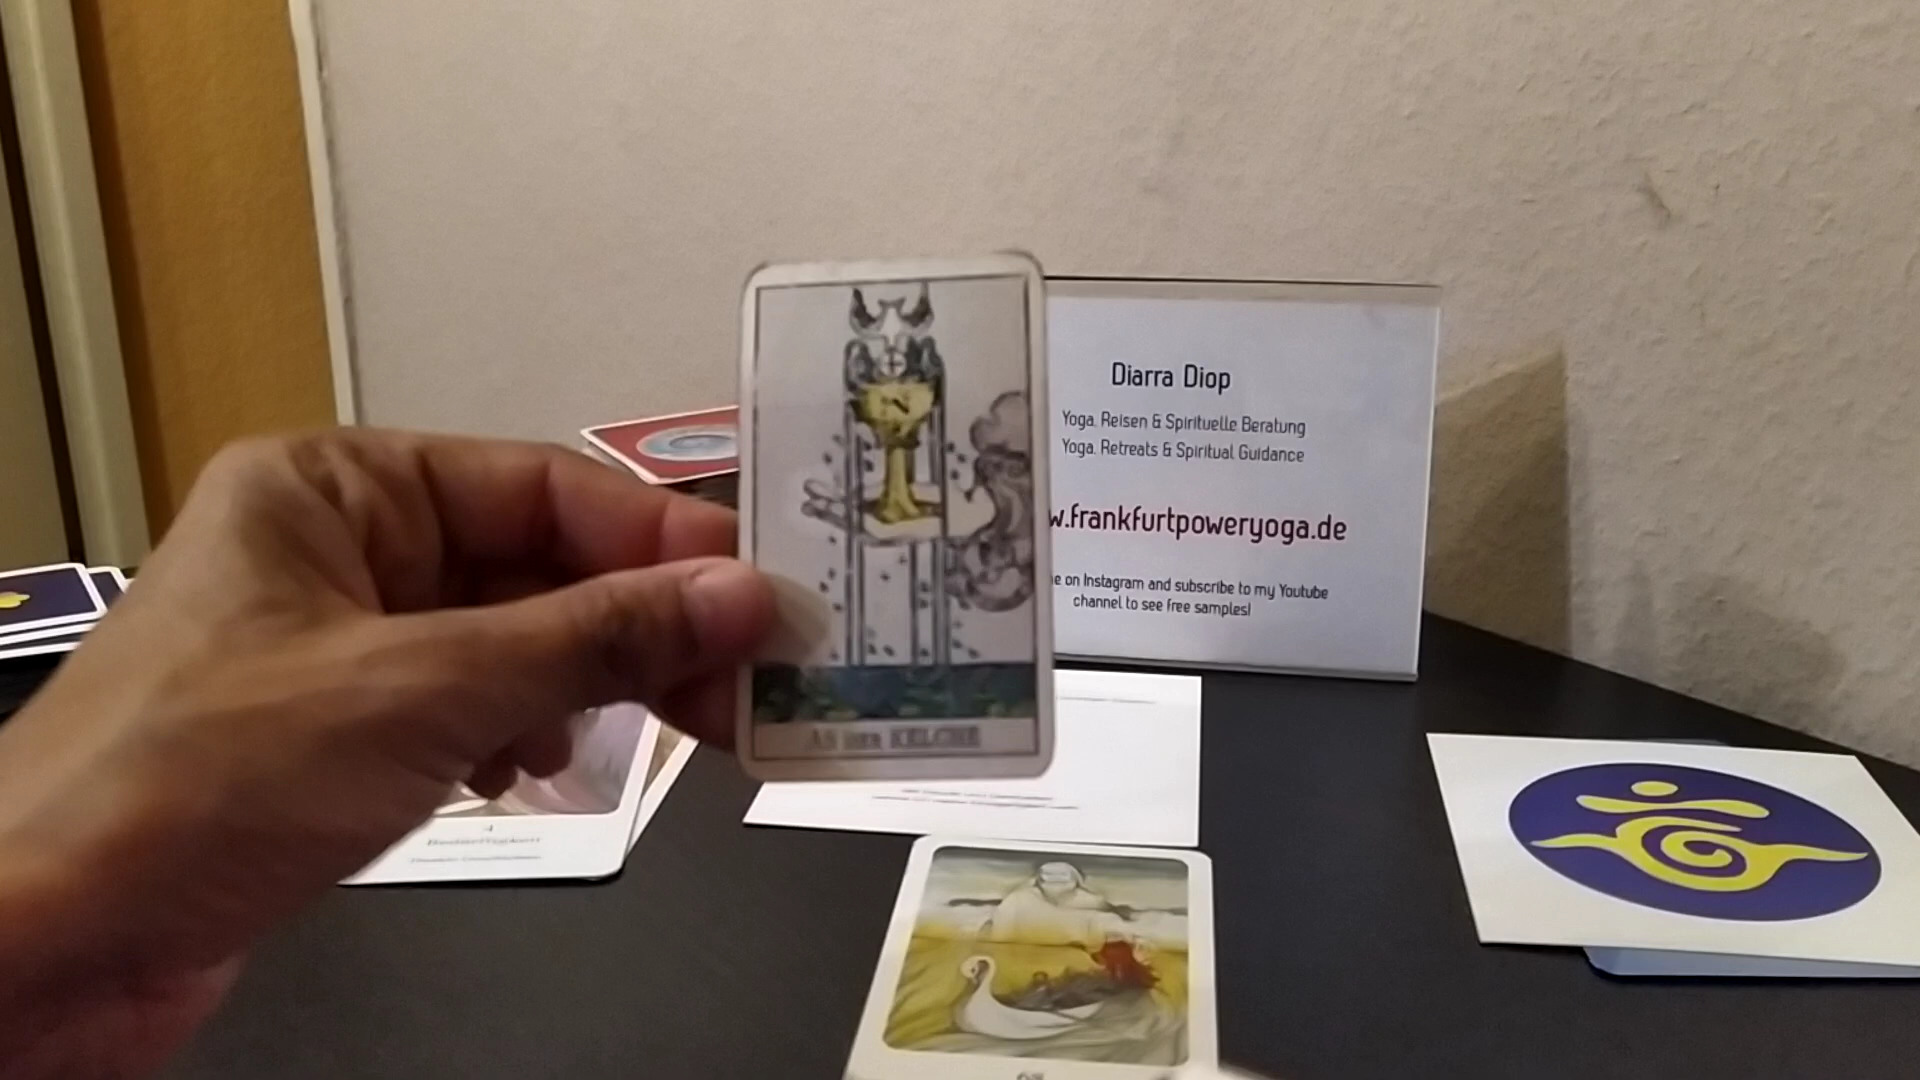 Diarra Diop
Yoga, Reisen & Spirituelle Beratung
Yoga, Retreats & Spiritual Guidance
w.frankfurtpoweryoga.de
e on Instagram and subscribe to my Youtube
channel to see free samples!
AS DER KELCHE
4